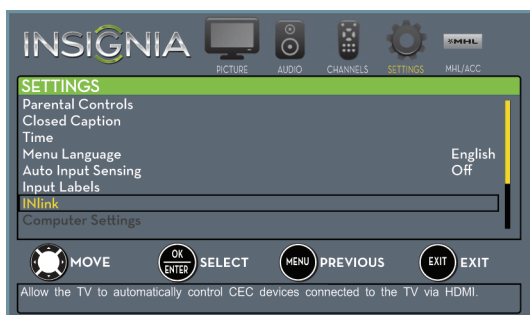 INSIGNIA
PICTURE AUDIO CHANNELS SETTINGS MHL/ACC
MHL
SETTINGS
Parental Controls
Closed Caption
Time
Menu Language English
Auto Input Sensing Off
Input Labels
INlink
Computer Settings
MOVE OK ENTER SELECT MENU PREVIOUS EXIT EXIT
Allow the TV to automatically control CEC devices connected to the TV via HDMI.